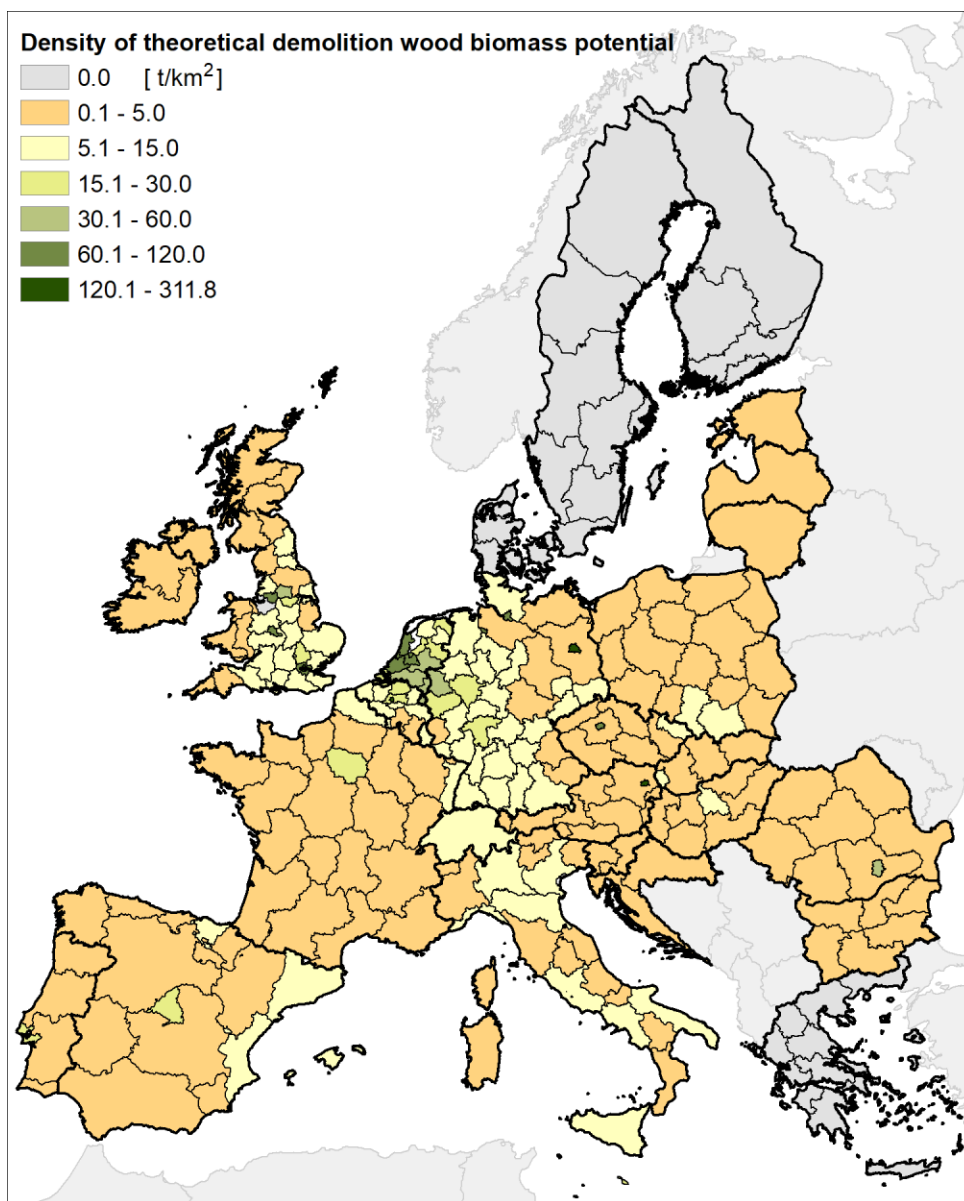 Density of theoretical demolition wood biomass potential
0.0 [ t/km²]
0.1 - 5.0
5.1 - 15.0
15.1 - 30.0
30.1 - 60.0
60.1 - 120.0
120.1 - 311.8